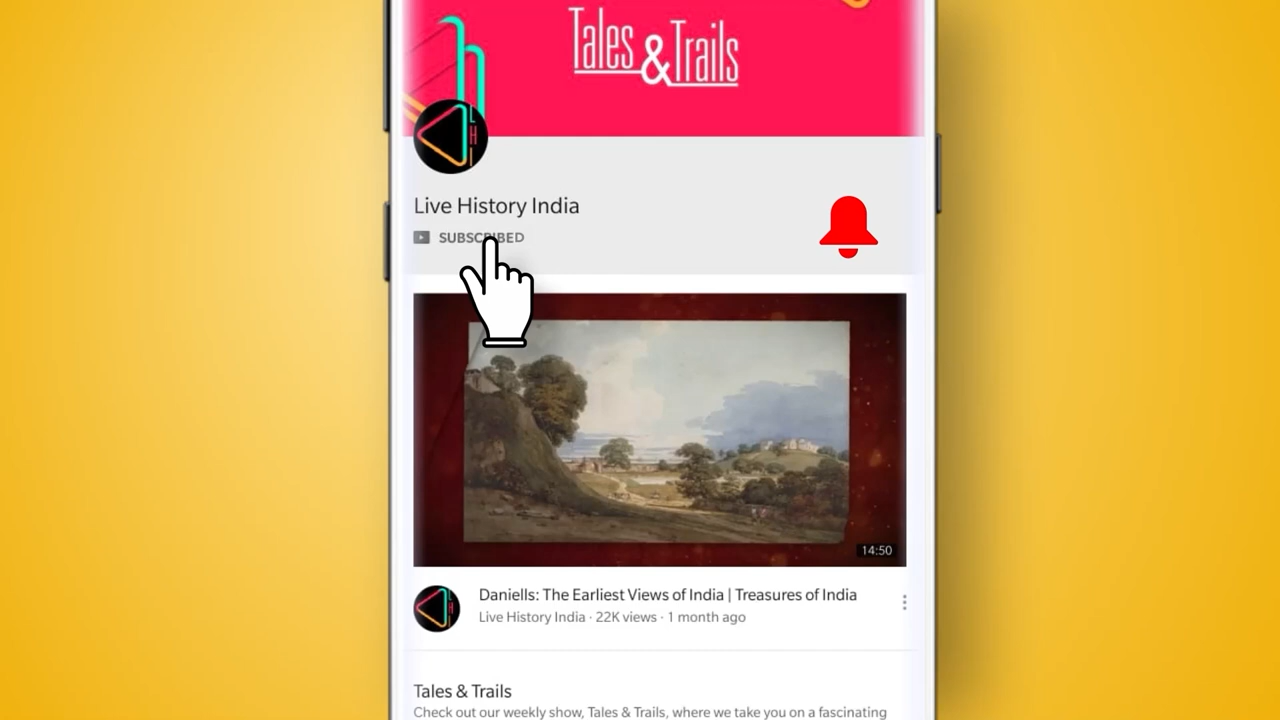 Tales & Trails
LHI
Live History India
SUBSCRIBED
14:50
Daniells: The Earliest Views of India | Treasures of India
LHI
Live History India · 22K views · 1 month ago
Tales & Trails
Check out our weekly show, Tales & Trails, where we take you on a fascinating